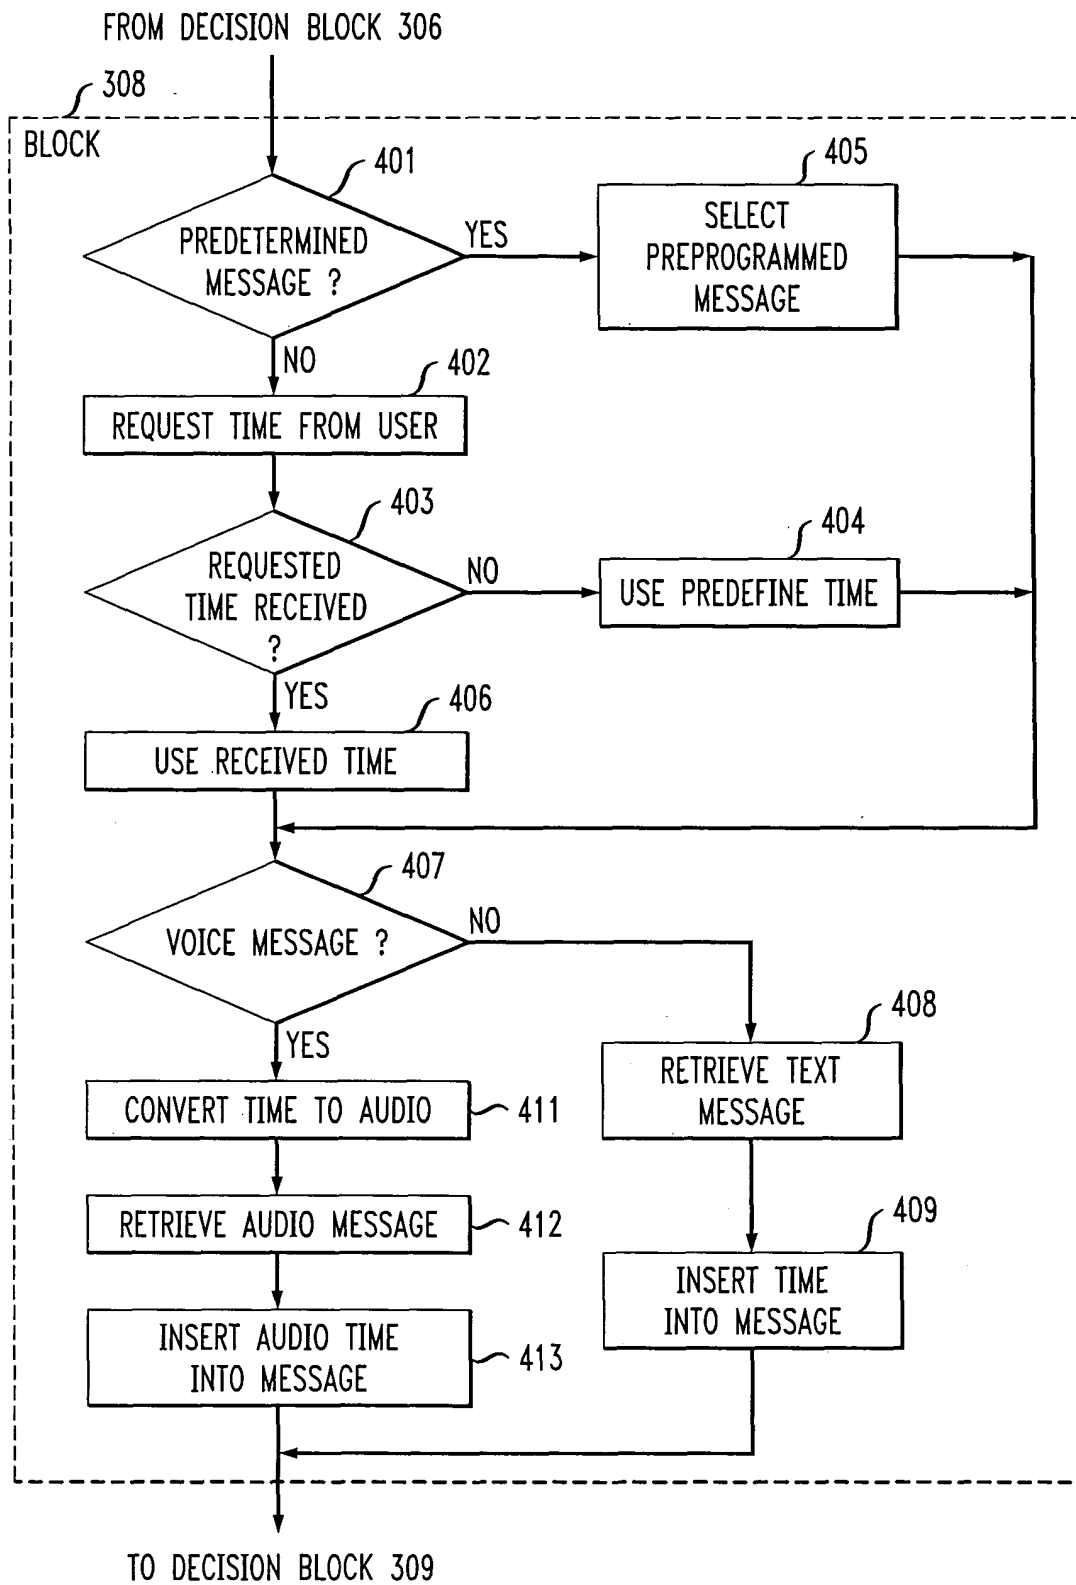 FROM DECISION BLOCK 306
308
BLOCK
401
PREDETERMINED
MESSAGE ?
YES
405
SELECT
PREPROGRAMMED
MESSAGE
NO
402
REQUEST TIME FROM USER
403
REQUESTED
TIME RECEIVED
?
NO
404
USE PREDEFINE TIME
YES
406
USE RECEIVED TIME
407
VOICE MESSAGE ?
NO
408
RETRIEVE TEXT
MESSAGE
YES
CONVERT TIME TO AUDIO
411
RETRIEVE AUDIO MESSAGE
412
409
INSERT TIME
INTO MESSAGE
INSERT AUDIO TIME
INTO MESSAGE
413
TO DECISION BLOCK 309